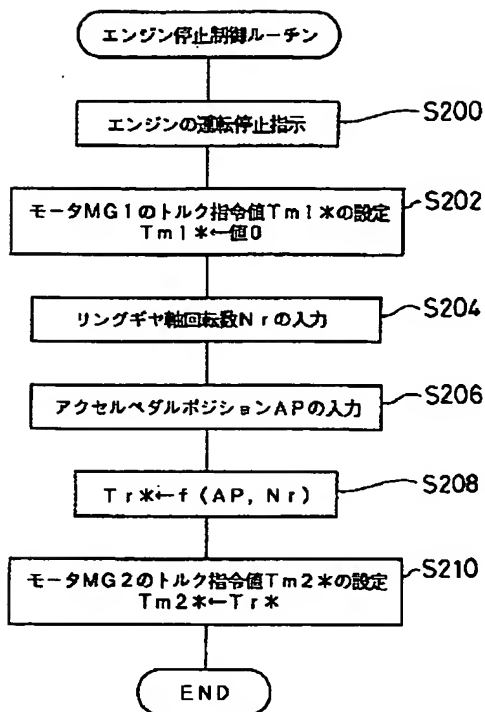 エンジン停止制御ルーチン
エンジンの運転停止指示
S200
モータMG1のトルク指令値Tm1*の設定
Tm1*←値0
S202
リングギヤ軸回転数Nrの入力
S204
アクセルペダルポジションAPの入力
S206
Tr*←f(AP,Nr)
S208
モータMG2のトルク指令値Tm2*の設定
Tm2*←Tr*
S210
END